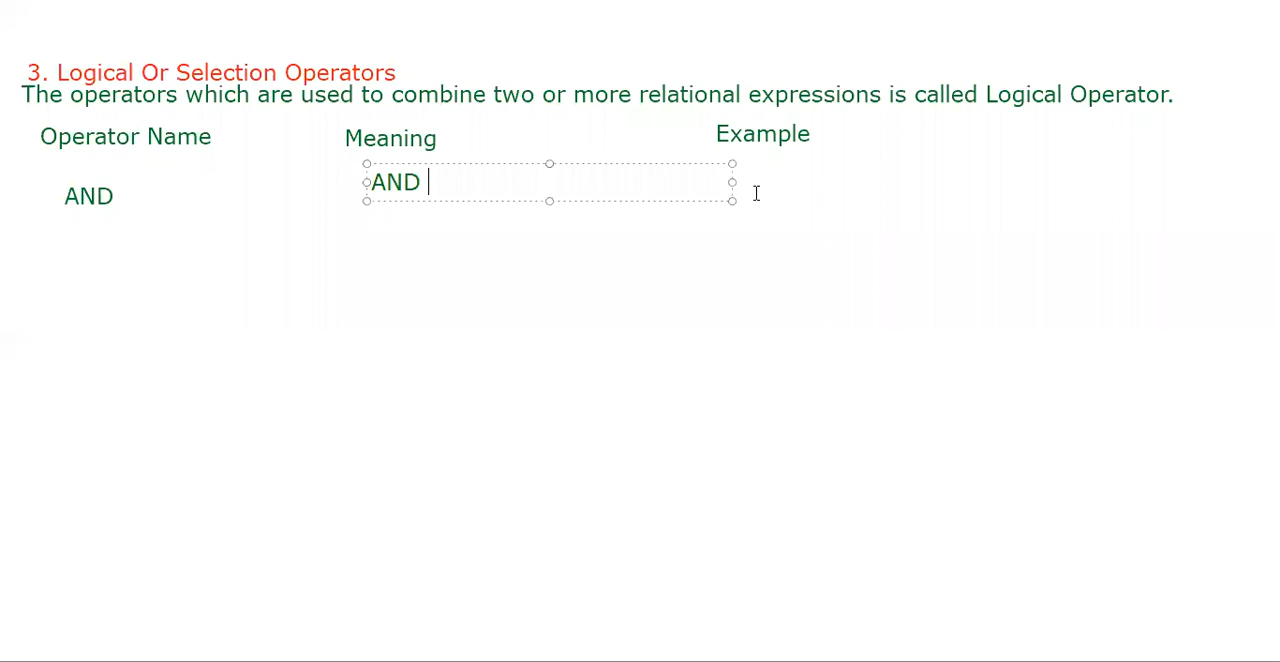 3. Logical Or Selection Operators
The operators which are used to combine two or more relational expressions is called Logical Operator.
Operator Name Meaning Example
AND AND